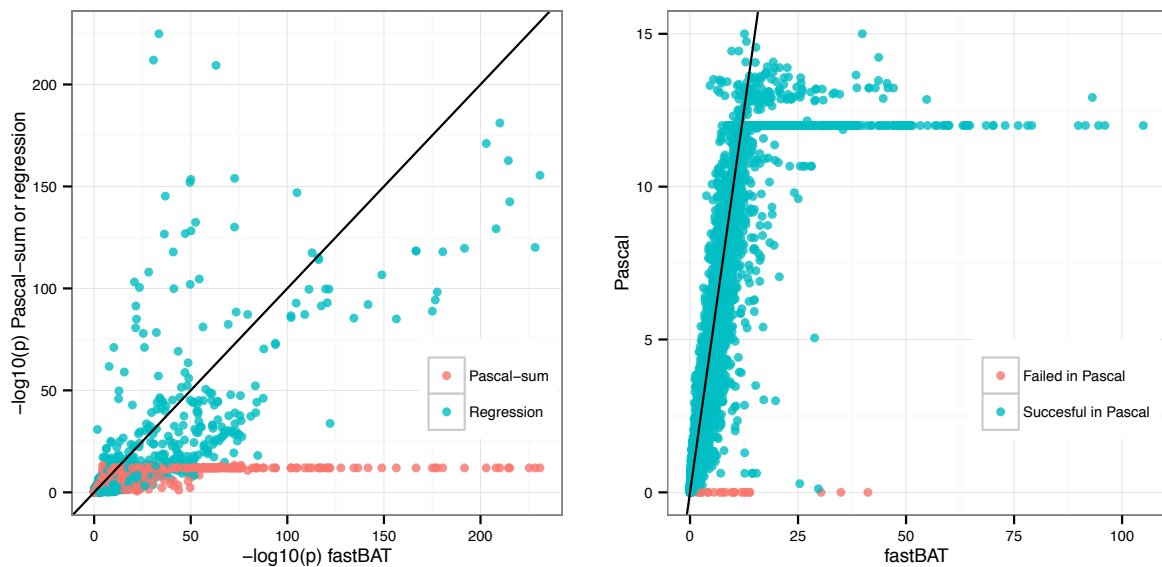 −log10(p) Pascal−sum or regression
200
150
100
50
0
0
50
100
150
200
−log10(p) fastBAT
Pascal−sum
Regression
Pascal
15
10
5
0
0
25
50
75
100
fastBAT
Failed in Pascal
Succesful in Pascal